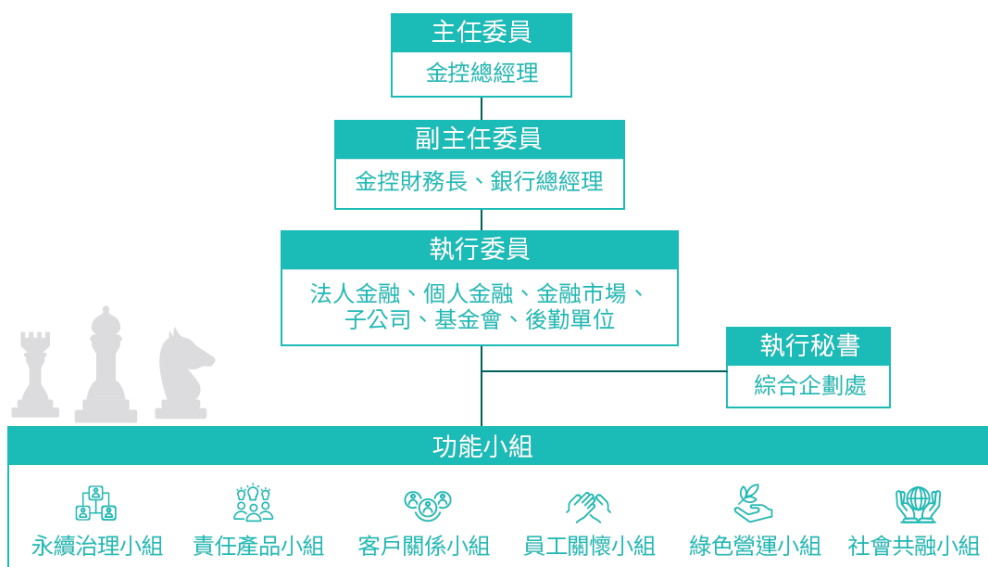 主任委員
金控總經理
副主任委員
金控財務長、銀行總經理
執行委員
法人金融、個人金融、金融市場、
子公司、基金會、後勤單位
執行秘書
綜合企劃處
功能小組
永續治理小組
責任產品小組
客戶關係小組
員工關懷小組
綠色營運小組
社會共融小組